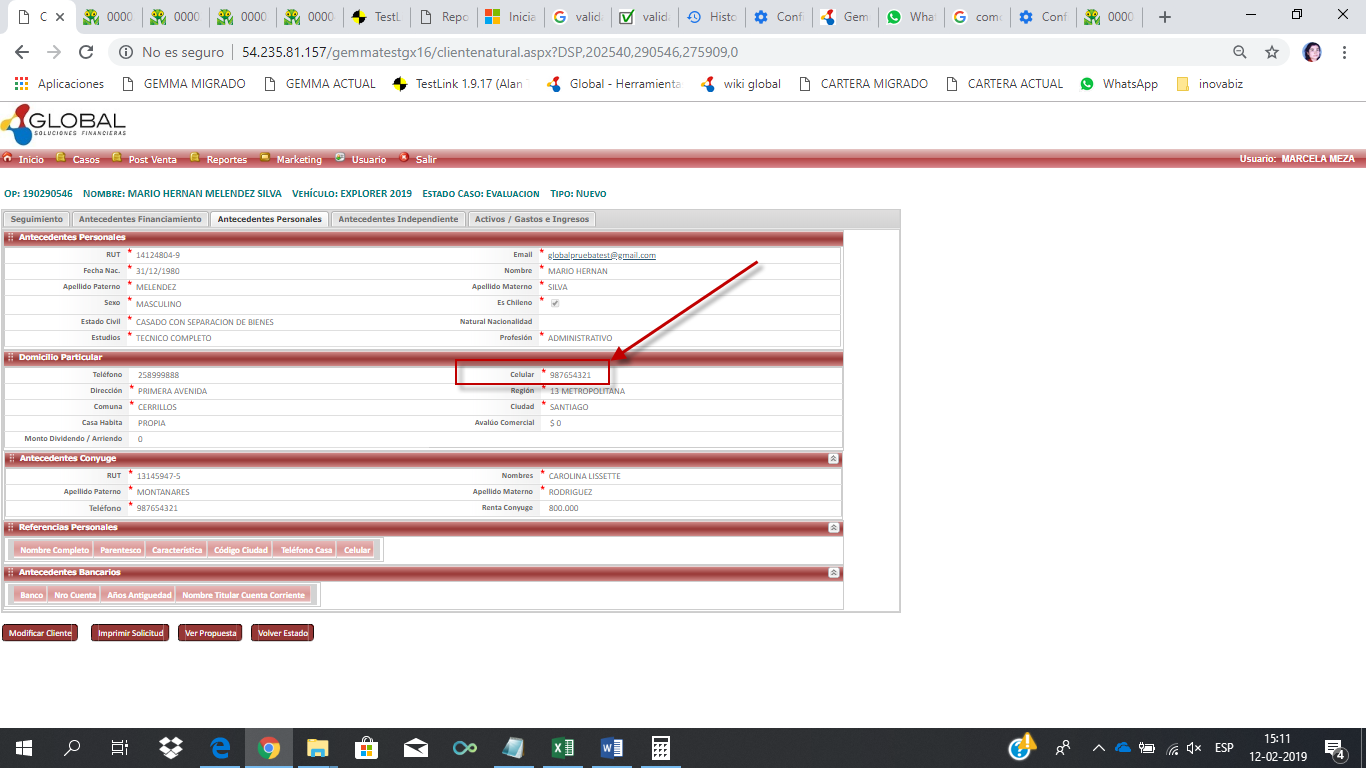 C
0000
0000
0000
0000
TestL
Repo
Inicia
valida
valida
Histo
Confi
Gem
What
como
Conf
0000
No es seguro | 54.235.81.157/gemmatestgx16/clientenatural.aspx?DSP,202540,290546,275909,0
Aplicaciones GEMMA MIGRADO GEMMA ACTUAL TestLink 1.9.17 (Alan Global - Herramienta wiki global CARTERA MIGRADO CARTERA ACTUAL WhatsApp inovabiz
GLOBAL
SOLUCIONES FINANCIERAS
Inicio Casos Post Venta Reportes Marketing Usuario Salir Usuario: MARCELA MEZA
Op: 190290546 Nombre: MARIO HERNAN MELENDEZ SILVA Vehículo: EXPLORER 2019 Estado Caso: Evaluacion Tipo: Nuevo
Seguimiento Antecedentes Financiamiento Antecedentes Personales Antecedentes Independiente Activos / Gastos e Ingresos
Antecedentes Personales
RUT * 14124804-9 Email * globalpruebatest@gmail.com
Fecha Nac. * 31/12/1980 Nombre * MARIO HERNAN
Apellido Paterno * MELENDEZ Apellido Materno * SILVA
Sexo * MASCULINO Es Chileno *
Estado Civil * CASADO CON SEPARACION DE BIENES Natural Nacionalidad
Estudios * TECNICO COMPLETO Profesión * ADMINISTRATIVO
Domicilio Particular
Teléfono 258999888 Celular * 987654321
Dirección * PRIMERA AVENIDA Región * 13 METROPOLITANA
Comuna * CERRILLOS Ciudad * SANTIAGO
Casa Habita PROPIA Avalúo Comercial $ 0
Monto Dividendo / Arriendo 0
Antecedentes Conyuge
RUT * 13145947-5 Nombres * CAROLINA LISSETTE
Apellido Paterno * MONTANARES Apellido Materno * RODRIGUEZ
Teléfono * 987654321 Renta Conyuge 800.000
Referencias Personales
Nombre Completo Parentesco Característica Código Ciudad Teléfono Casa Celular
Antecedentes Bancarios
Banco Nro Cuenta Años Antiguedad Nombre Titular Cuenta Corriente
Modificar Cliente Imprimir Solicitud Ver Propuesta Volver Estado
ESP
15:11
12-02-2019
4